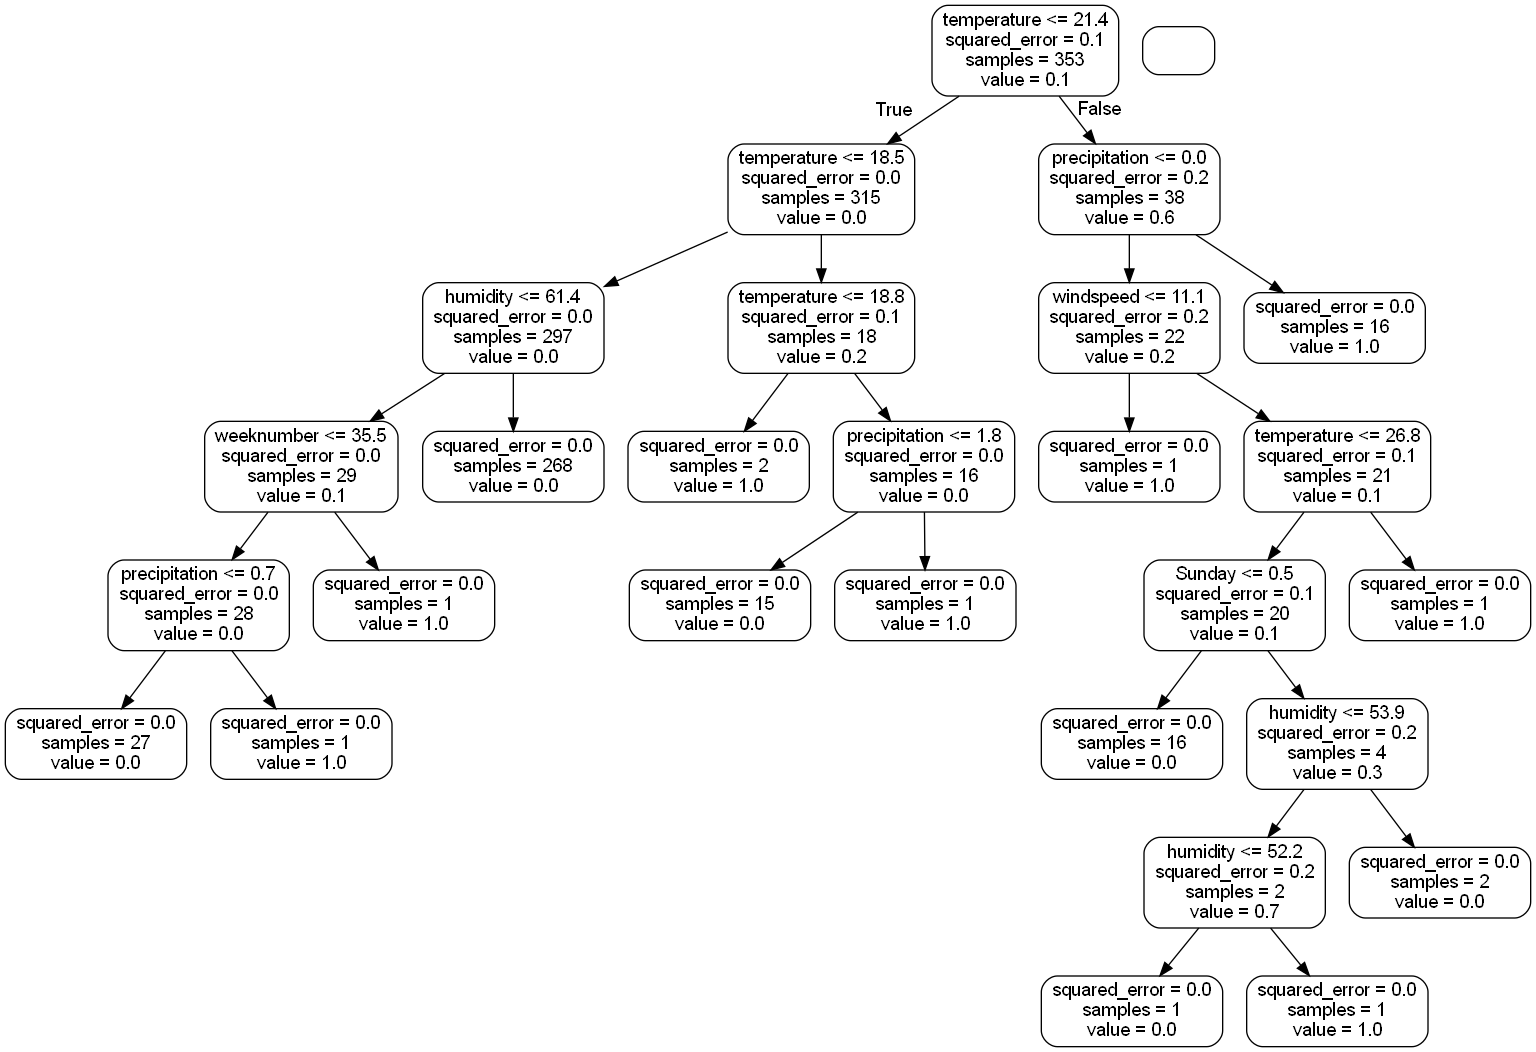 temperature <= 21.4
squared_error = 0.1
samples = 353
value = 0.1
True
False
temperature <= 18.5
squared_error = 0.0
samples = 315
value = 0.0
precipitation <= 0.0
squared_error = 0.2
samples = 38
value = 0.6
humidity <= 61.4
squared_error = 0.0
samples = 297
value = 0.0
temperature <= 18.8
squared_error = 0.1
samples = 18
value = 0.2
windspeed <= 11.1
squared_error = 0.2
samples = 22
value = 0.2
squared_error = 0.0
samples = 16
value = 1.0
weeknumber <= 35.5
squared_error = 0.0
samples = 29
value = 0.1
squared_error = 0.0
samples = 268
value = 0.0
squared_error = 0.0
samples = 2
value = 1.0
precipitation <= 1.8
squared_error = 0.0
samples = 16
value = 0.0
squared_error = 0.0
samples = 1
value = 1.0
temperature <= 26.8
squared_error = 0.1
samples = 21
value = 0.1
precipitation <= 0.7
squared_error = 0.0
samples = 28
value = 0.0
squared_error = 0.0
samples = 1
value = 1.0
squared_error = 0.0
samples = 15
value = 0.0
squared_error = 0.0
samples = 1
value = 1.0
Sunday <= 0.5
squared_error = 0.1
samples = 20
value = 0.1
squared_error = 0.0
samples = 1
value = 1.0
squared_error = 0.0
samples = 27
value = 0.0
squared_error = 0.0
samples = 1
value = 1.0
squared_error = 0.0
samples = 16
value = 0.0
humidity <= 53.9
squared_error = 0.2
samples = 4
value = 0.3
humidity <= 52.2
squared_error = 0.2
samples = 2
value = 0.7
squared_error = 0.0
samples = 2
value = 0.0
squared_error = 0.0
samples = 1
value = 0.0
squared_error = 0.0
samples = 1
value = 1.0